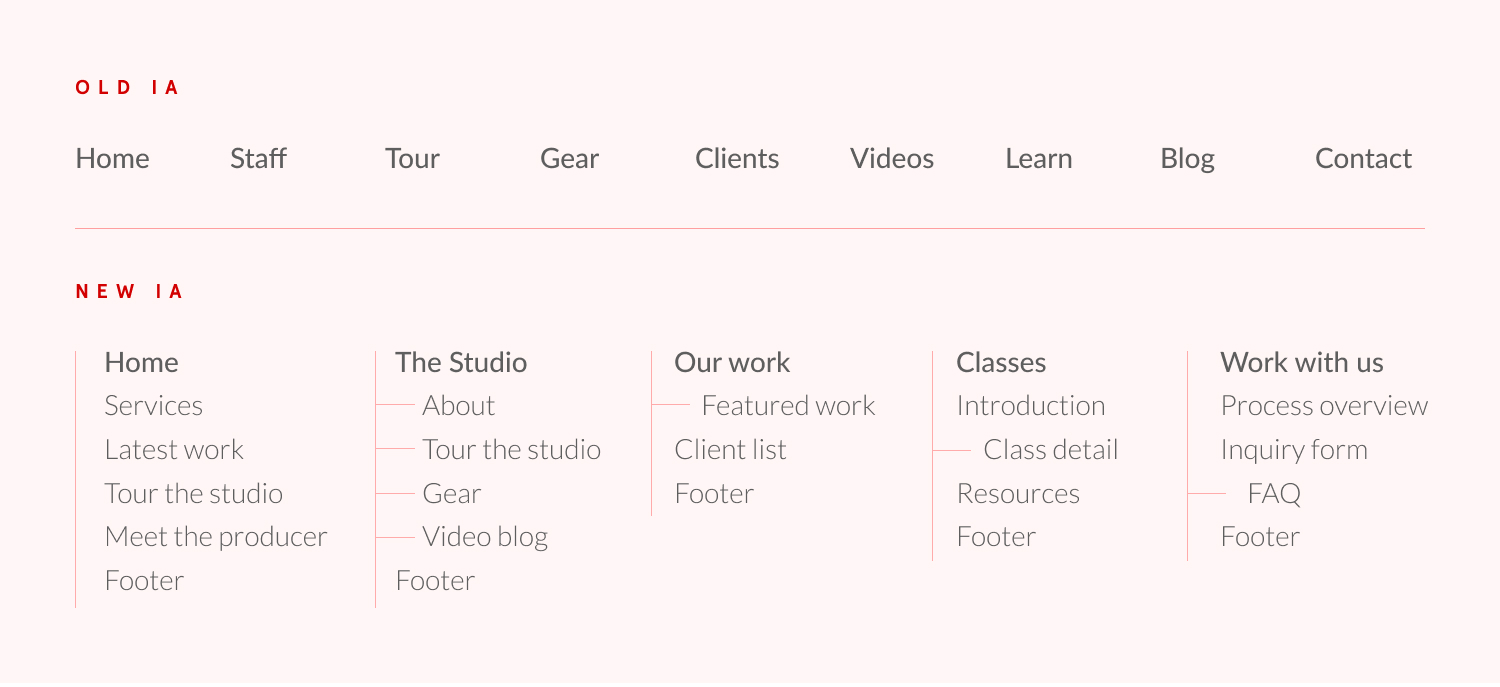 OLD IA
Home Staff Tour Gear Clients Videos Learn Blog Contact
NEW IA
Home
Services
Latest work
Tour the studio
Meet the producer
Footer
The Studio
About
Tour the studio
Gear
Video blog
Footer
Our work
Featured work
Client list
Footer
Classes
Introduction
Class detail
Resources
Footer
Work with us
Process overview
Inquiry form
FAQ
Footer